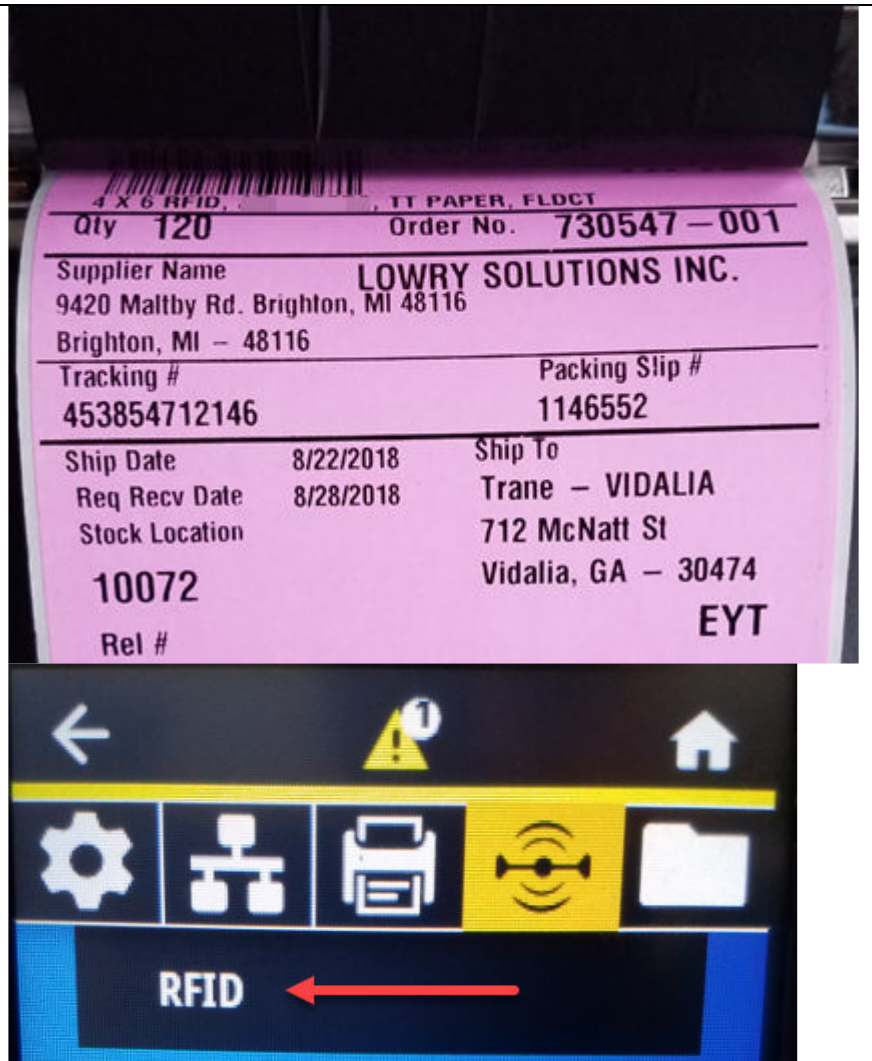 4 X 6 RFID, , TT PAPER, FLDCT
Qty 120 Order No. 730547-001
Supplier Name LOWRY SOLUTIONS INC.
9420 Maltby Rd. Brighton, MI 48116
Brighton, MI - 48116
Tracking # Packing Slip #
453854712146 1146552
Ship Date 8/22/2018 Ship To
Req Recv Date 8/28/2018 Trane - VIDALIA
Stock Location 712 McNatt St
10072 Vidalia, GA - 30474
EYT
Rel #
1
RFID